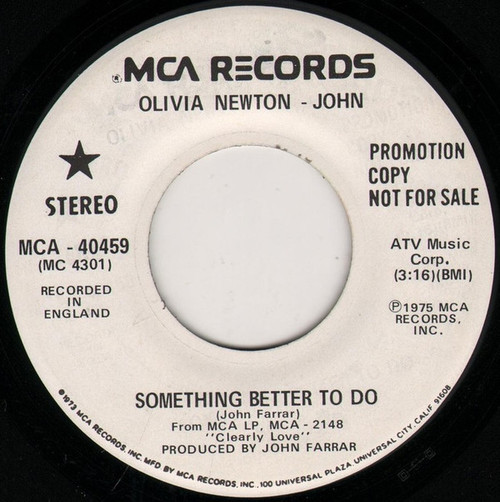 MCA RECORDS
OLIVIA NEWTON - JOHN
STEREO
MCA - 40459
(MC 4301)
RECORDED
IN
ENGLAND
PROMOTION
COPY
NOT FOR SALE
ATV Music
Corp.
(3:16)(BMI)
Ⓟ1975 MCA
RECORDS,
INC.
SOMETHING BETTER TO DO
(John Farrar)
From MCA LP, MCA - 2148
"Clearly Love"
PRODUCED BY JOHN FARRAR
©1973 MCA RECORDS, INC. MFD BY MCA RECORDS, INC., 100 UNIVERSAL PLAZA, UNIVERSAL CITY, CALIF. 91608